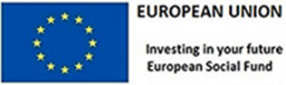 EUROPEAN UNION
Investing in your future
European Social Fund